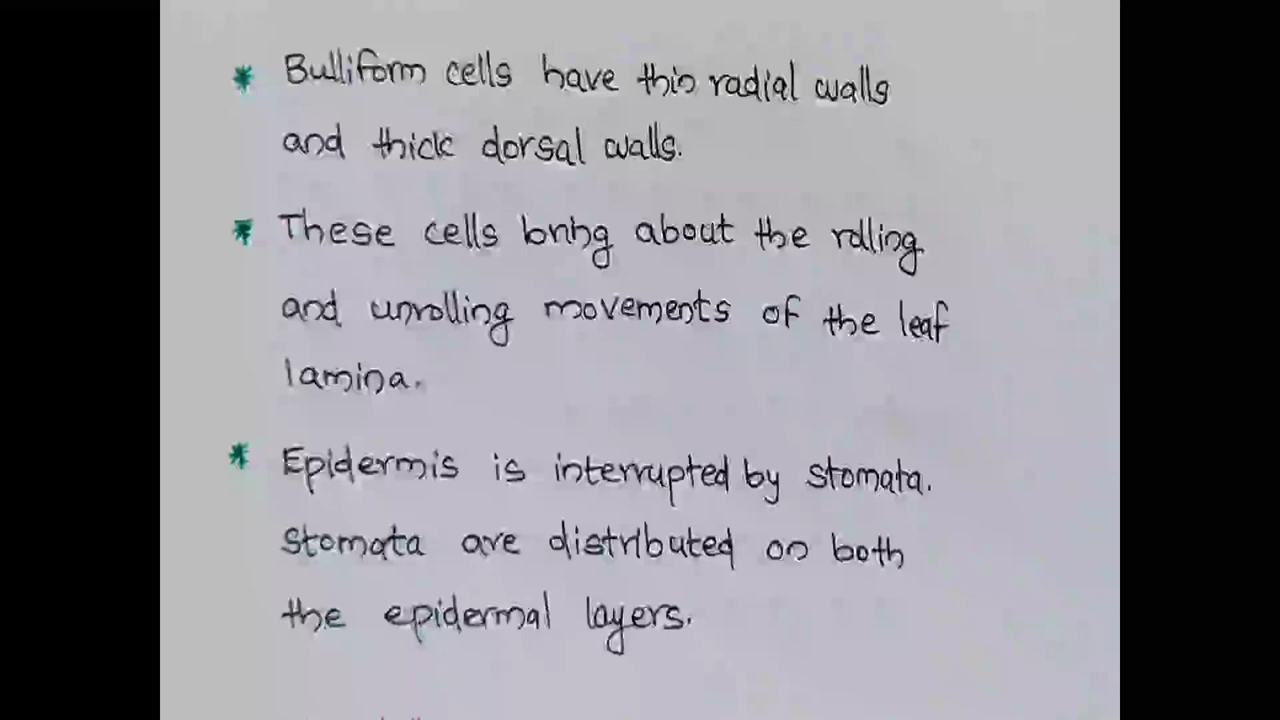 * Bulliform cells have thin radial walls
and thick dorsal walls.
* These cells bring about the rolling
and unrolling movements of the leaf
lamina.
* Epidermis is interrupted by stomata.
Stomata are distributed on both
the epidermal layers.